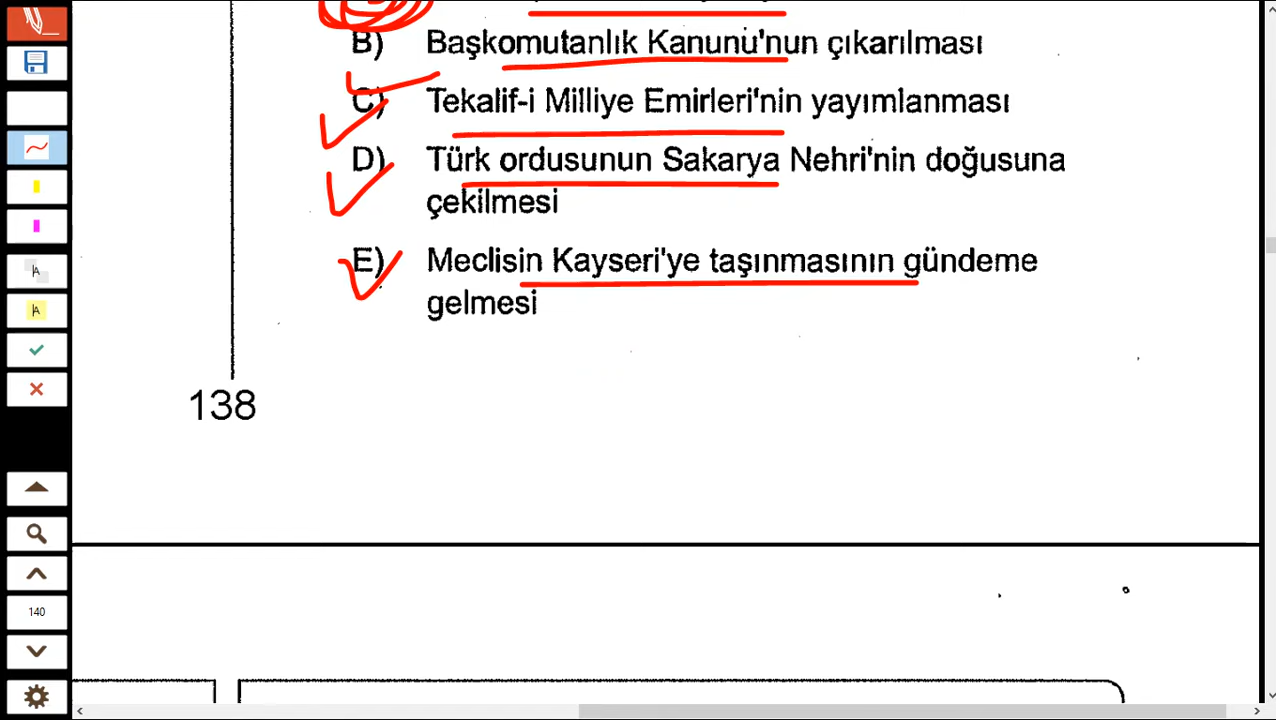 B) Başkomutanlık Kanunu'nun çıkarılması
C) Tekalif-i Milliye Emirleri'nin yayımlanması
D) Türk ordusunun Sakarya Nehri'nin doğusuna
çekilmesi
E) Meclisin Kayseri'ye taşınmasının gündeme
gelmesi
138
140